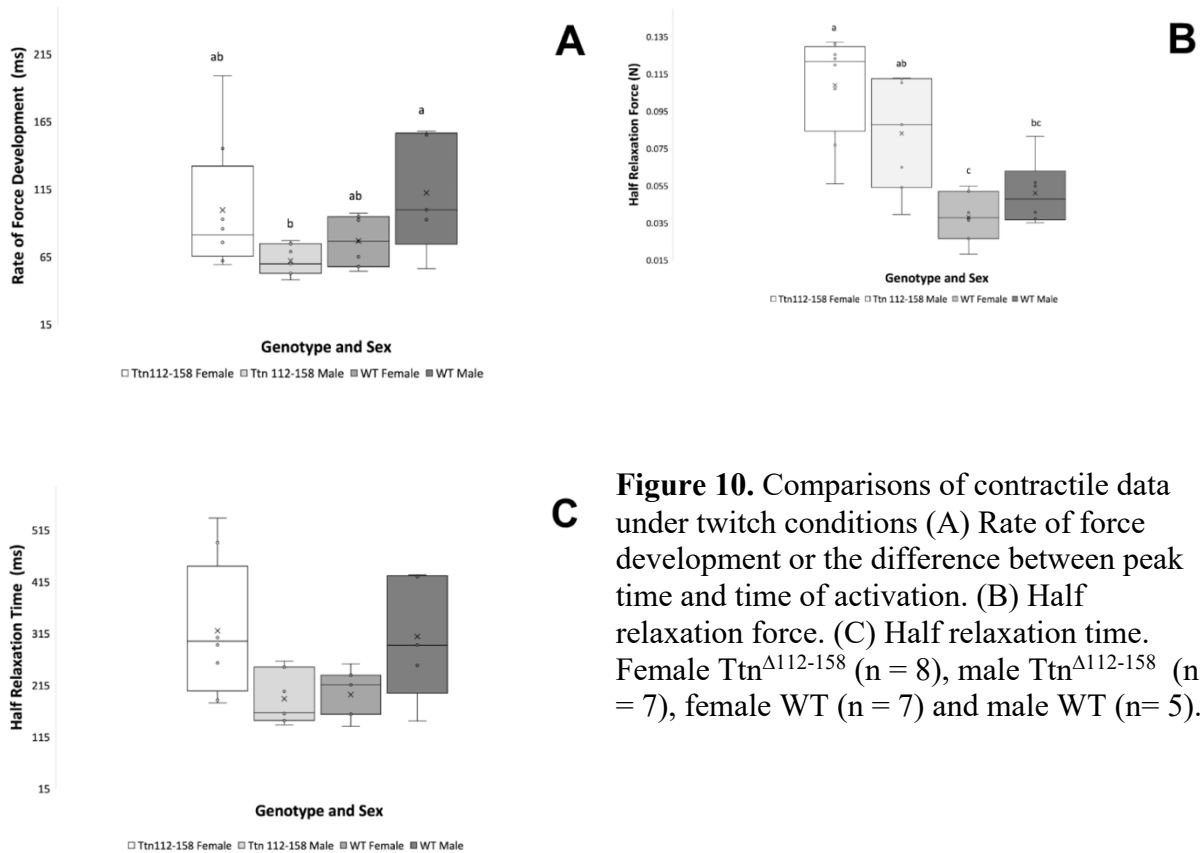 A
Rate of Force Development (ms)
215
165
115
65
15
ab
b
ab
a
Genotype and Sex
Ttn112-158 Female Ttn 112-158 Male WT Female WT Male
B
Half Relaxation Force (N)
0.135
0.115
0.095
0.075
0.055
0.035
0.015
a
ab
c
bc
Genotype and Sex
Ttn112-158 Female Ttn 112-158 Male WT Female WT Male
C
Half Relaxation Time (ms)
515
415
315
215
115
15
Genotype and Sex
Ttn112-158 Female Ttn 112-158 Male WT Female WT Male
Figure 10. Comparisons of contractile data
under twitch conditions (A) Rate of force
development or the difference between peak
time and time of activation. (B) Half
relaxation force. (C) Half relaxation time.
Female Ttn^Δ112-158 (n = 8), male Ttn^Δ112-158 (n
= 7), female WT (n = 7) and male WT (n= 5).